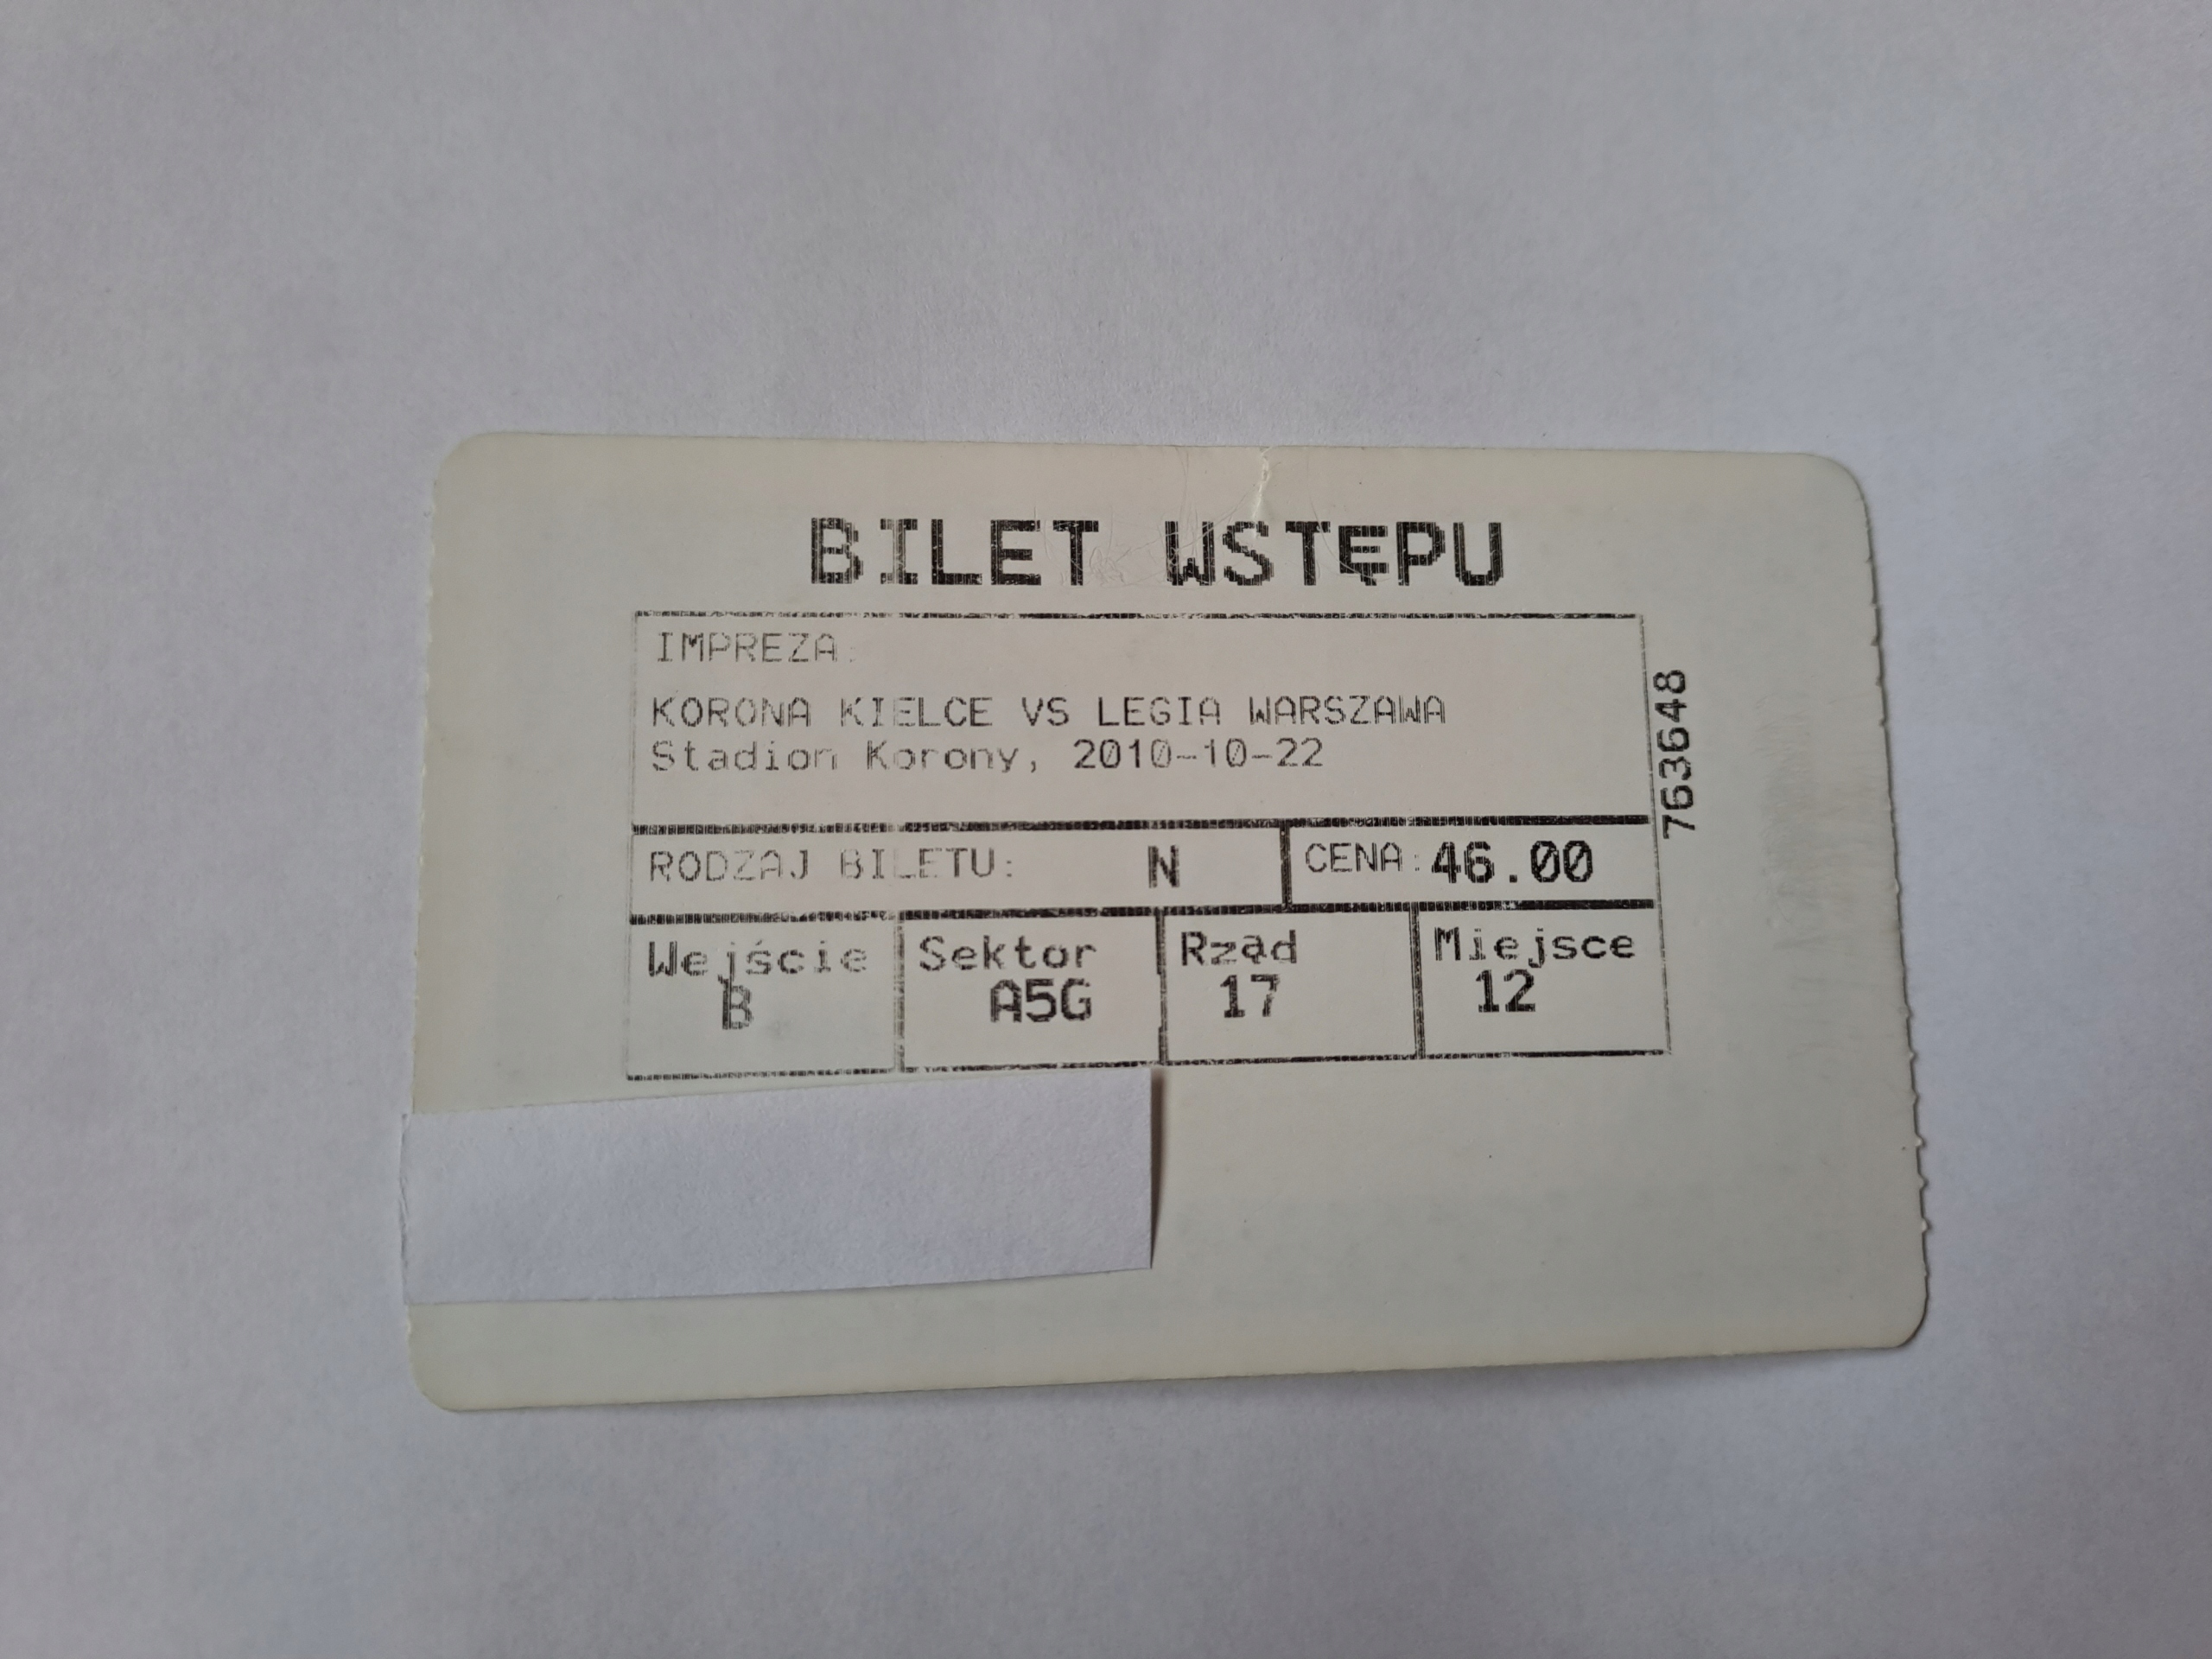 BILET WSTĘPU
IMPREZA:
KORONA KIELCE VS LEGIA WARSZAWA
Stadion Korony, 2010-10-22
763648
RODZAJ BILETU: N CENA: 46.00
Wejście Sektor Rząd Miejsce
B A5G 17 12